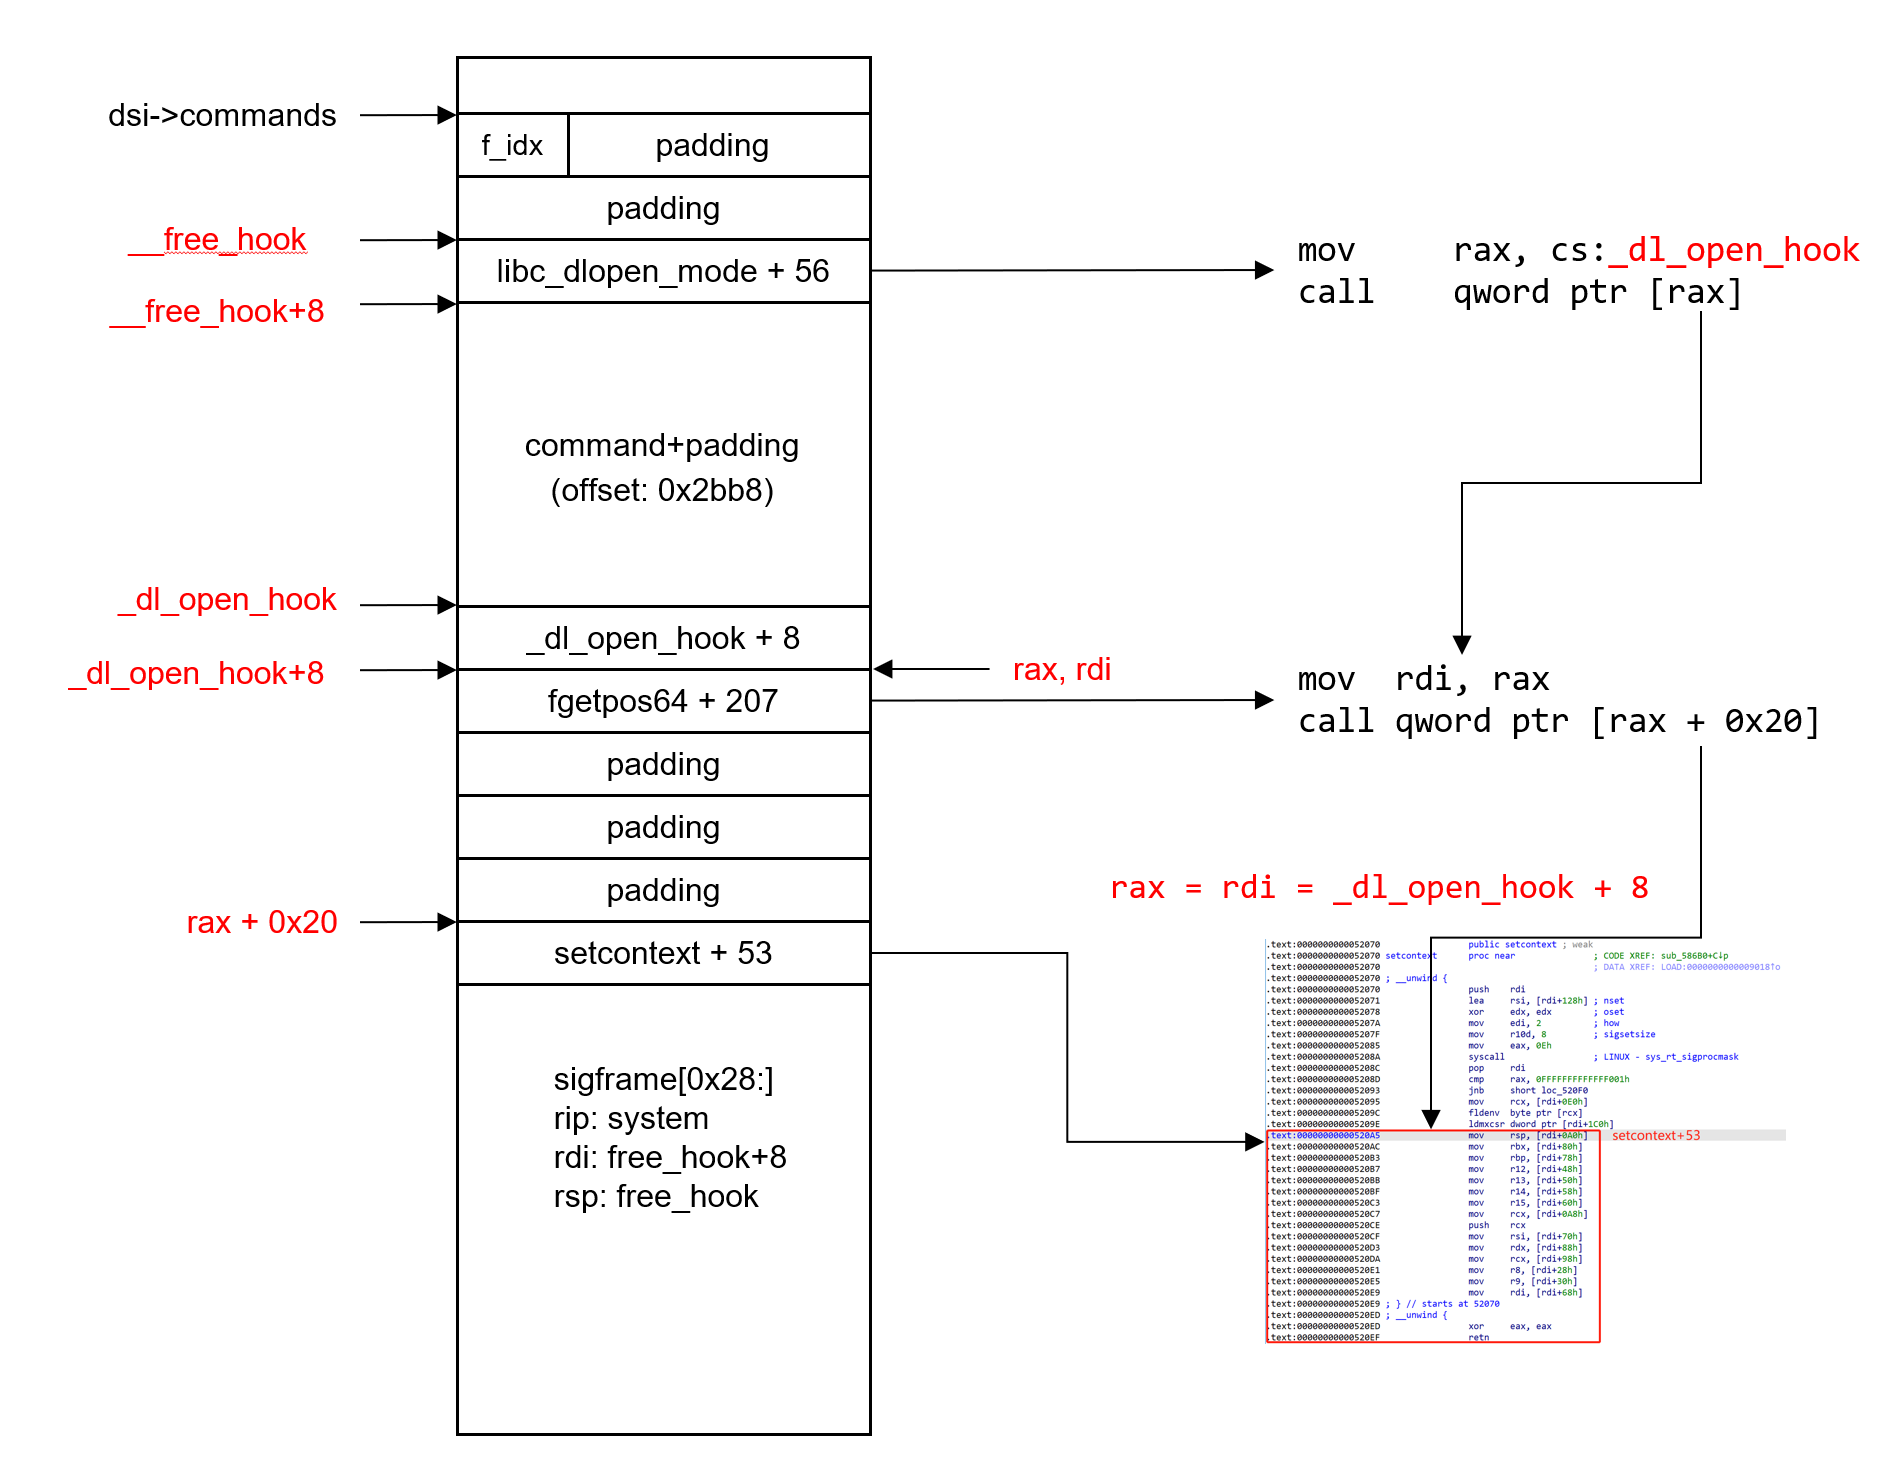 dsi->commands
f_idx
padding
padding
__free_hook
libc_dlopen_mode + 56
__free_hook+8
mov rax, cs:_dl_open_hook
call qword ptr [rax]
command+padding
(offset: 0x2bb8)
_dl_open_hook
_dl_open_hook + 8
_dl_open_hook+8
rax, rdi
fgetpos64 + 207
mov rdi, rax
call qword ptr [rax + 0x20]
padding
padding
padding
rax = rdi = _dl_open_hook + 8
rax + 0x20
setcontext + 53
sigframe[0x28:]
rip: system
rdi: free_hook+8
rsp: free_hook
.text:0000000000052070 public setcontext ; weak
.text:0000000000052070 setcontext proc near ; CODE XREF: sub_586B0+C↓p
.text:0000000000052070 ; DATA XREF: LOAD:0000000000009018↑o
.text:0000000000052070 ; __unwind {
.text:0000000000052070 push rdi
.text:0000000000052071 lea rsi, [rdi+128h] ; nset
.text:0000000000052078 xor edx, edx ; oset
.text:000000000005207A mov edi, 2 ; how
.text:000000000005207F mov r10d, 8 ; sigsetsize
.text:0000000000052085 mov eax, 0Eh
.text:000000000005208A syscall ; LINUX - sys_rt_sigprocmask
.text:000000000005208C pop rdi
.text:000000000005208D cmp rax, 0FFFFFFFFFFFFF001h
.text:0000000000052093 jnb short loc_520F0
.text:0000000000052095 mov rcx, [rdi+0E0h]
.text:000000000005209C fldenv byte ptr [rcx]
.text:000000000005209E ldmxcsr dword ptr [rdi+1C0h]
.text:00000000000520A5 mov rsp, [rdi+0A0h] setcontext+53
.text:00000000000520AC mov rbx, [rdi+80h]
.text:00000000000520B3 mov rbp, [rdi+78h]
.text:00000000000520B7 mov r12, [rdi+48h]
.text:00000000000520BB mov r13, [rdi+50h]
.text:00000000000520BF mov r14, [rdi+58h]
.text:00000000000520C3 mov r15, [rdi+60h]
.text:00000000000520C7 mov rcx, [rdi+0A8h]
.text:00000000000520CE push rcx
.text:00000000000520CF mov rsi, [rdi+70h]
.text:00000000000520D3 mov rdx, [rdi+88h]
.text:00000000000520DA mov rcx, [rdi+98h]
.text:00000000000520E1 mov r8, [rdi+28h]
.text:00000000000520E5 mov r9, [rdi+30h]
.text:00000000000520E9 mov rdi, [rdi+68h]
.text:00000000000520E9 ; } // starts at 52070
.text:00000000000520ED ; __unwind {
.text:00000000000520ED xor eax, eax
.text:00000000000520EF retn